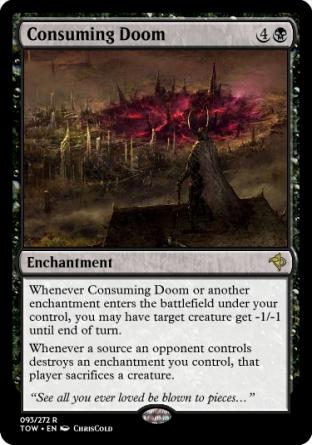 Consuming Doom 4
Enchantment
Whenever Consuming Doom or another
enchantment enters the battlefield under your
control, you may have target creature get -1/-1
until end of turn.
Whenever a source an opponent controls
destroys an enchantment you control, that
player sacrifices a creature.
“See all you ever loved be blown to pieces…”
093/272 R
TOW • EN ChrisCold